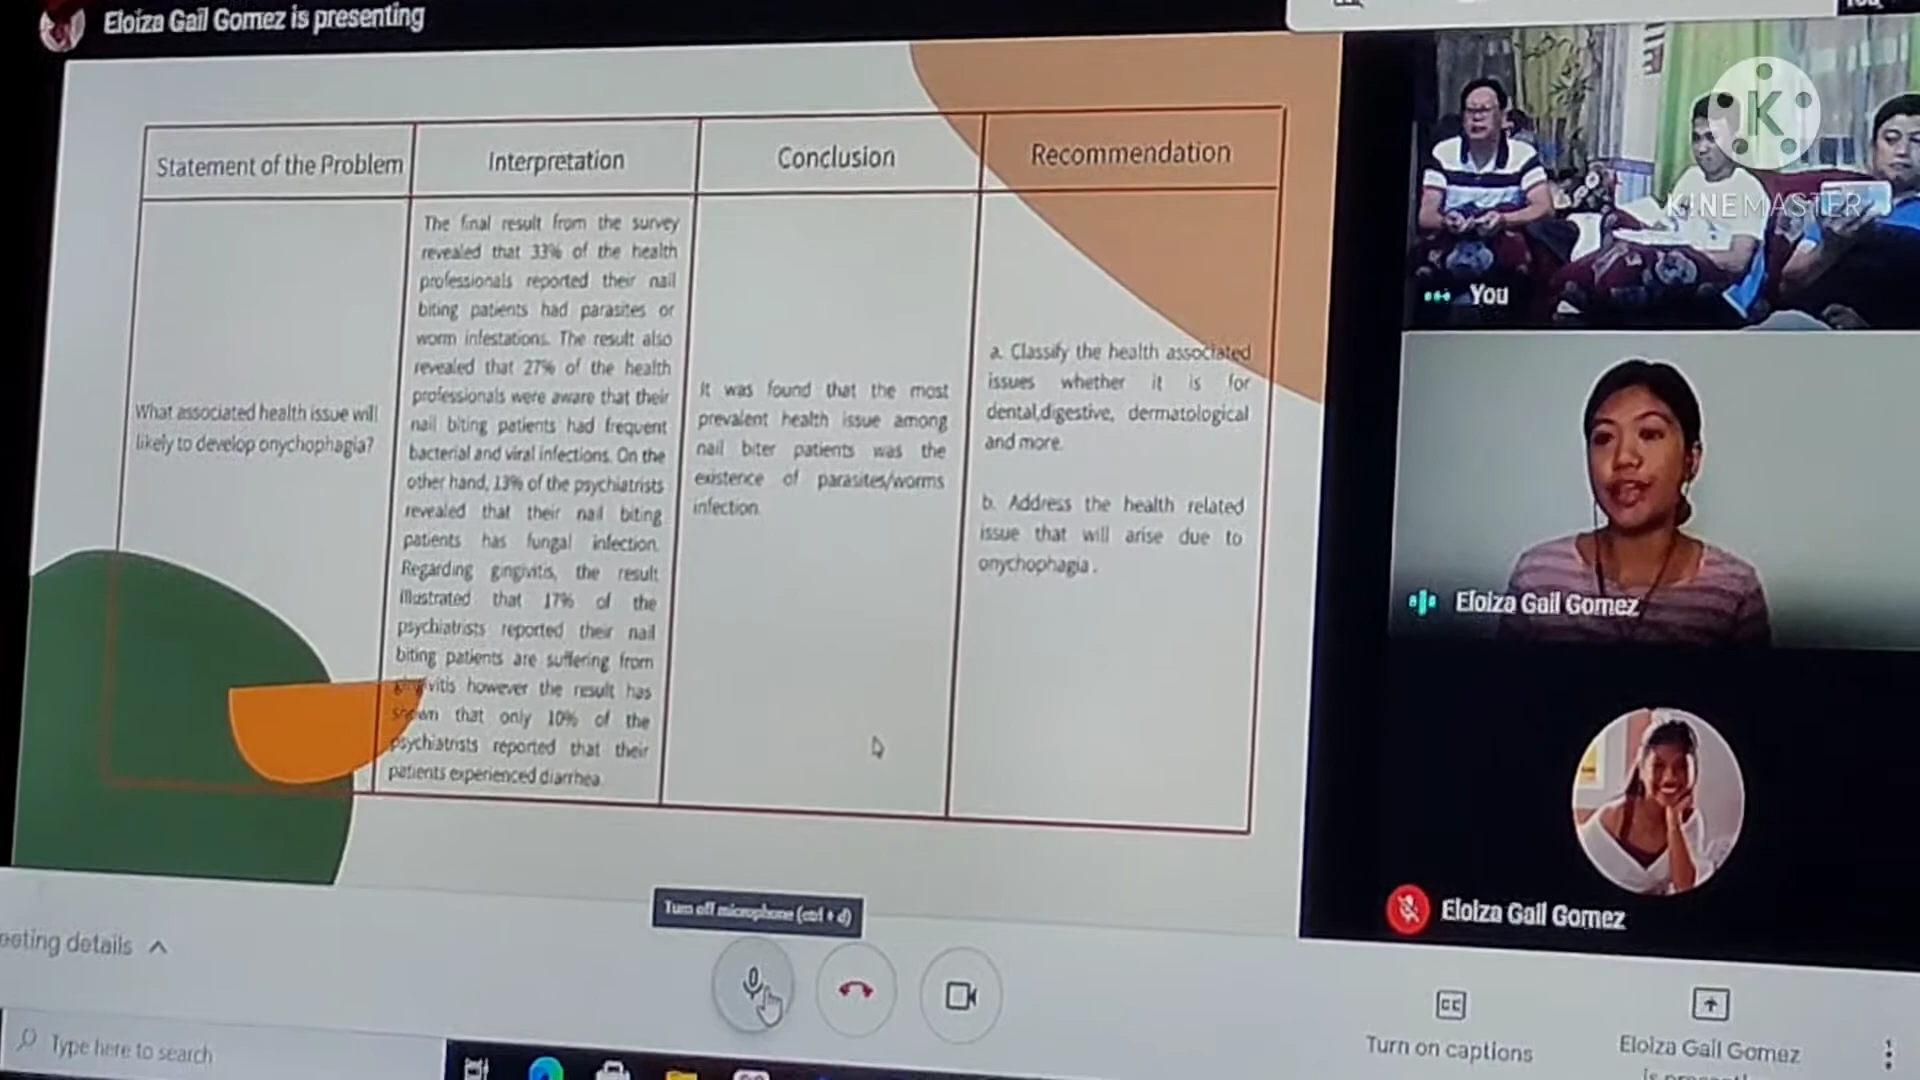 Eloiza Gail Gomez is presenting
Statement of the Problem
Interpretation
Conclusion
Recommendation
What associated health issue will
likely to develop onychophagia?
The final result from the survey
revealed that 33% of the health
professionals reported their nail
biting patients had parasites or
worm infestations. The result also
revealed that 27% of the health
professionals were aware that their
nail biting patients had frequent
bacterial and viral infections. On the
other hand, 13% of the psychiatrists
revealed that their nail biting
patients has fungal infection.
Regarding gingivitis, the result
illustrated that 17% of the
psychiatrists reported their nail
biting patients are suffering from
gingivitis however the result has
shown that only 10% of the
psychiatrists reported that their
patients experienced diarrhea
It was found that the most
prevalent health issue among
nail biter patients was the
existence of parasites/worms
infection.
a. Classify the health associated
issues whether it is for
dental,digestive, dermatological
and more.
b. Address the health related
issue that will arise due to
onychophagia .
K
KINEMASTER
You
Eloiza Gail Gomez
Eloiza Gail Gomez
Turn off microphone (ctrl + d)
eeting details
Turn on captions
Eloiza Gail Gomez
Type here to search